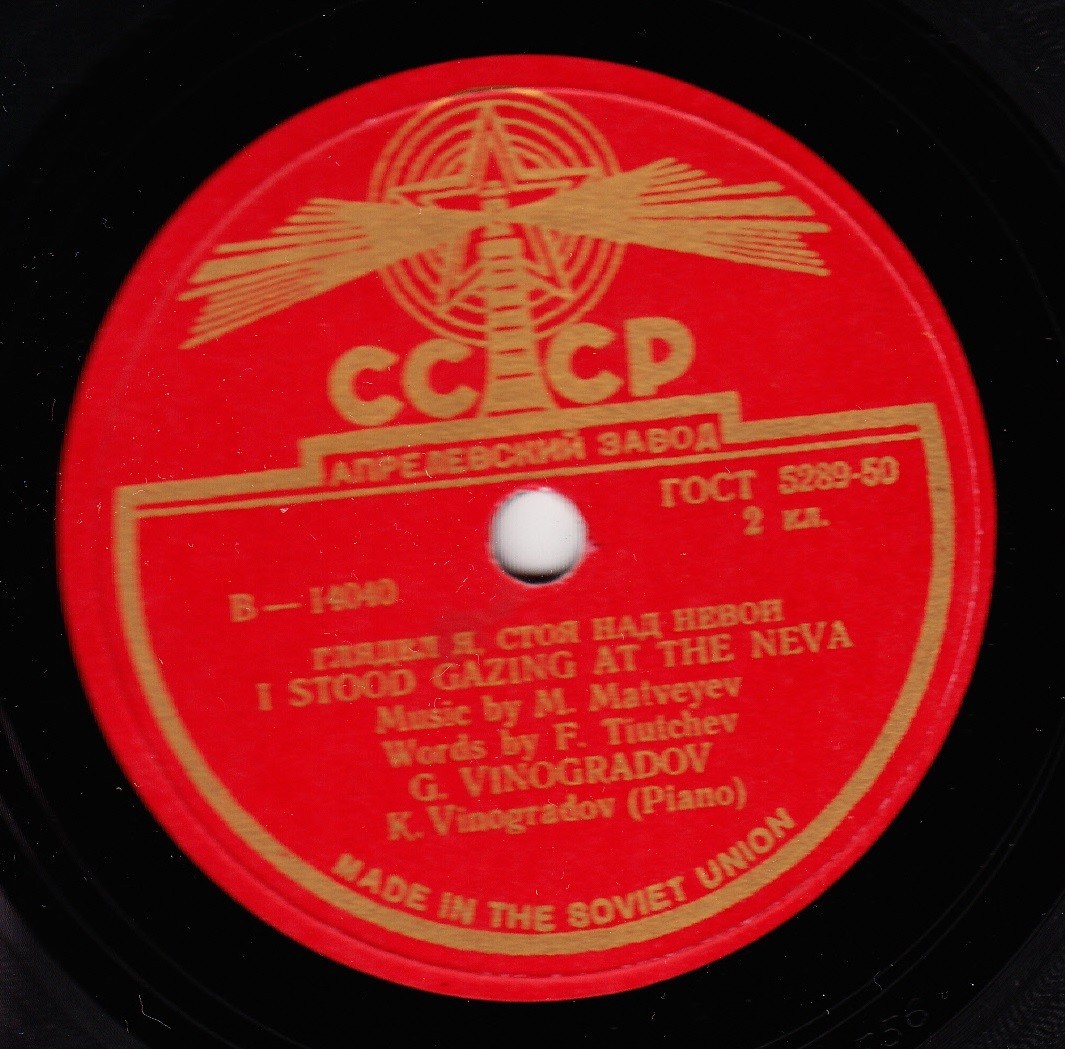 СССР
АПРЕЛЕВСКИЙ ЗАВОД
ГОСТ 5289-50
2 кл.
В—14040
ГЛЯДЕЛ Я, СТОЯ НАД НЕВОЙ
I STOOD GAZING AT THE NEVA
Music by M. Matveyev
Words by F. Tiutchev
G. VINOGRADOV
K. Vinogradov (Piano)
MADE IN THE SOVIET UNION